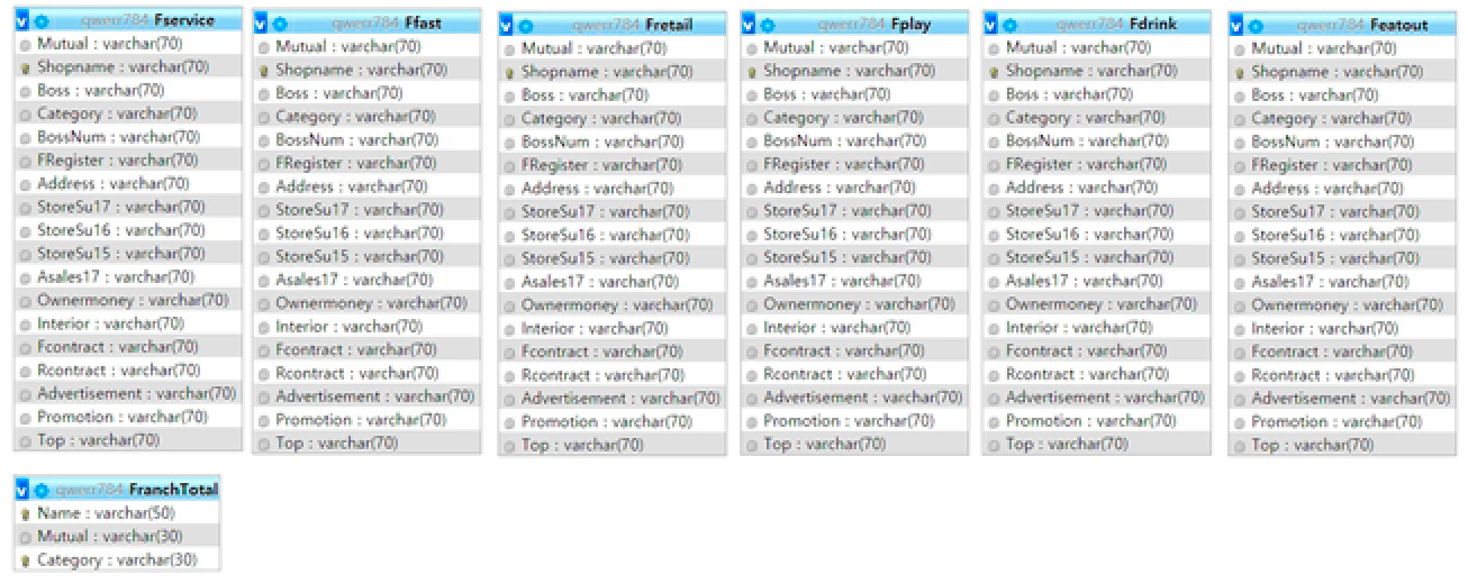 qwerr784 Fservice
Mutual : varchar(70)
Shopname : varchar(70)
Boss : varchar(70)
Category : varchar(70)
BossNum : varchar(70)
FRegister : varchar(70)
Address : varchar(70)
StoreSu17 : varchar(70)
StoreSu16 : varchar(70)
StoreSu15 : varchar(70)
Asales17 : varchar(70)
Ownermoney : varchar(70)
Interior : varchar(70)
Fcontract : varchar(70)
Rcontract : varchar(70)
Advertisement : varchar(70)
Promotion : varchar(70)
Top : varchar(70)
qwerr784 Ffast
Mutual : varchar(70)
Shopname : varchar(70)
Boss : varchar(70)
Category : varchar(70)
BossNum : varchar(70)
FRegister : varchar(70)
Address : varchar(70)
StoreSu17 : varchar(70)
StoreSu16 : varchar(70)
StoreSu15 : varchar(70)
Asales17 : varchar(70)
Ownermoney : varchar(70)
Interior : varchar(70)
Fcontract : varchar(70)
Rcontract : varchar(70)
Advertisement : varchar(70)
Promotion : varchar(70)
Top : varchar(70)
qwerr784 Fretail
Mutual : varchar(70)
Shopname : varchar(70)
Boss : varchar(70)
Category : varchar(70)
BossNum : varchar(70)
FRegister : varchar(70)
Address : varchar(70)
StoreSu17 : varchar(70)
StoreSu16 : varchar(70)
StoreSu15 : varchar(70)
Asales17 : varchar(70)
Ownermoney : varchar(70)
Interior : varchar(70)
Fcontract : varchar(70)
Rcontract : varchar(70)
Advertisement : varchar(70)
Promotion : varchar(70)
Top : varchar(70)
qwerr784 Fplay
Mutual : varchar(70)
Shopname : varchar(70)
Boss : varchar(70)
Category : varchar(70)
BossNum : varchar(70)
FRegister : varchar(70)
Address : varchar(70)
StoreSu17 : varchar(70)
StoreSu16 : varchar(70)
StoreSu15 : varchar(70)
Asales17 : varchar(70)
Ownermoney : varchar(70)
Interior : varchar(70)
Fcontract : varchar(70)
Rcontract : varchar(70)
Advertisement : varchar(70)
Promotion : varchar(70)
Top : varchar(70)
qwerr784 Fdrink
Mutual : varchar(70)
Shopname : varchar(70)
Boss : varchar(70)
Category : varchar(70)
BossNum : varchar(70)
FRegister : varchar(70)
Address : varchar(70)
StoreSu17 : varchar(70)
StoreSu16 : varchar(70)
StoreSu15 : varchar(70)
Asales17 : varchar(70)
Ownermoney : varchar(70)
Interior : varchar(70)
Fcontract : varchar(70)
Rcontract : varchar(70)
Advertisement : varchar(70)
Promotion : varchar(70)
Top : varchar(70)
qwerr784 Featout
Mutual : varchar(70)
Shopname : varchar(70)
Boss : varchar(70)
Category : varchar(70)
BossNum : varchar(70)
FRegister : varchar(70)
Address : varchar(70)
StoreSu17 : varchar(70)
StoreSu16 : varchar(70)
StoreSu15 : varchar(70)
Asales17 : varchar(70)
Ownermoney : varchar(70)
Interior : varchar(70)
Fcontract : varchar(70)
Rcontract : varchar(70)
Advertisement : varchar(70)
Promotion : varchar(70)
Top : varchar(70)
qwerr784 FranchTotal
Name : varchar(50)
Mutual : varchar(30)
Category : varchar(30)